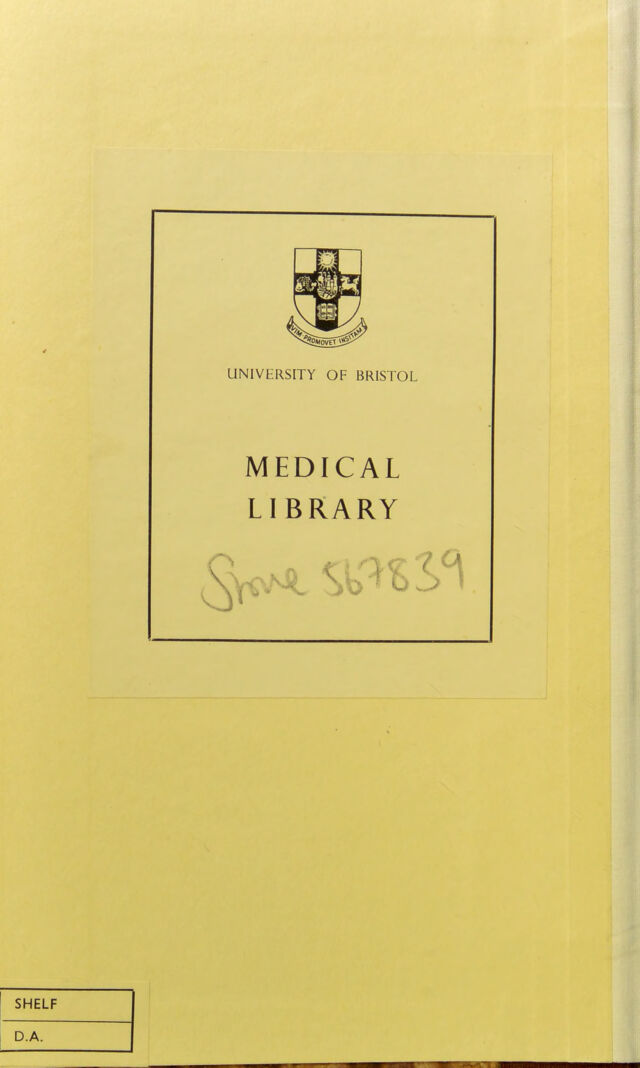 VIM PROMOVET INSITAM
UNIVERSITY OF BRISTOL
MEDICAL
LIBRARY
Store 567839
SHELF
D.A.